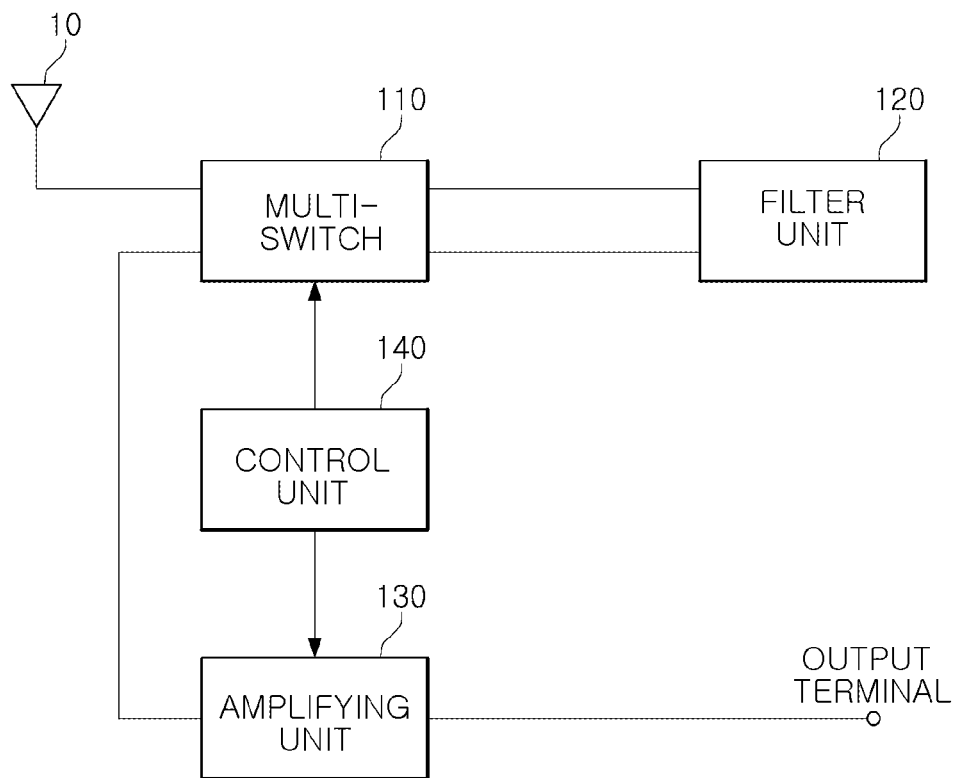 10
110
120
MULTI-
SWITCH
FILTER
UNIT
140
CONTROL
UNIT
130
AMPLIFYING
UNIT
OUTPUT
TERMINAL